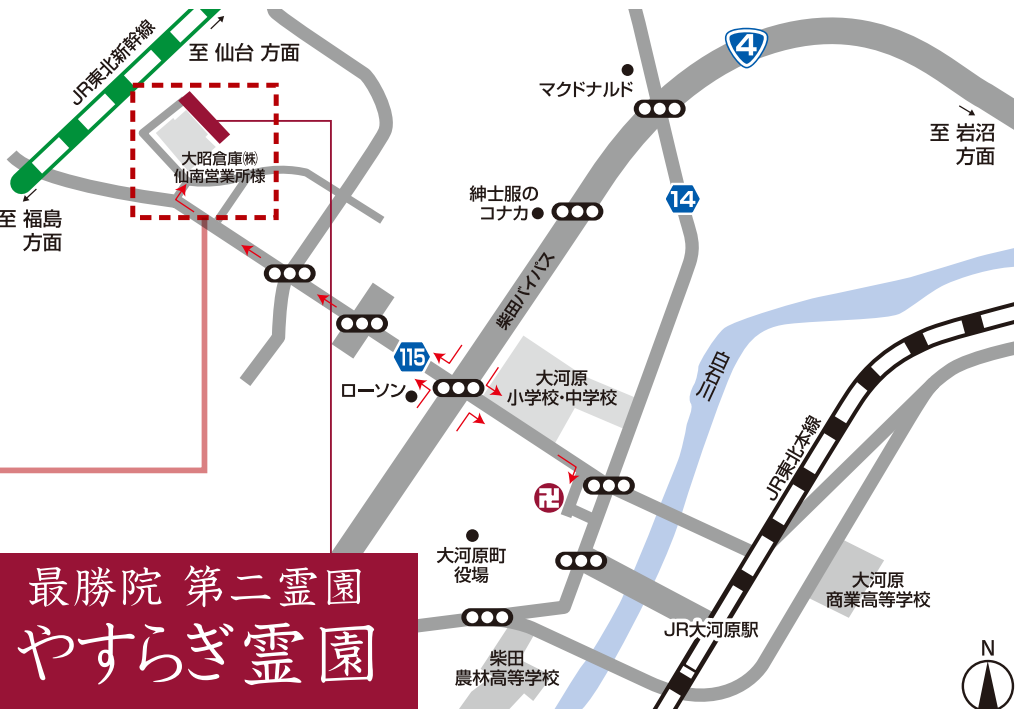 JR東北新幹線
至 仙台 方面
4
マクドナルド
至 岩沼
方面
大昭倉庫㈱
仙南営業所様
紳士服の
コナカ
14
至 福島
方面
柴田バイパス
115
ローソン
大河原
小学校・中学校
白石川
JR東北本線
卍
大河原町
役場
大河原
商業高等学校
JR大河原駅
柴田
農林高等学校
最勝院 第二霊園
やすらぎ霊園
N